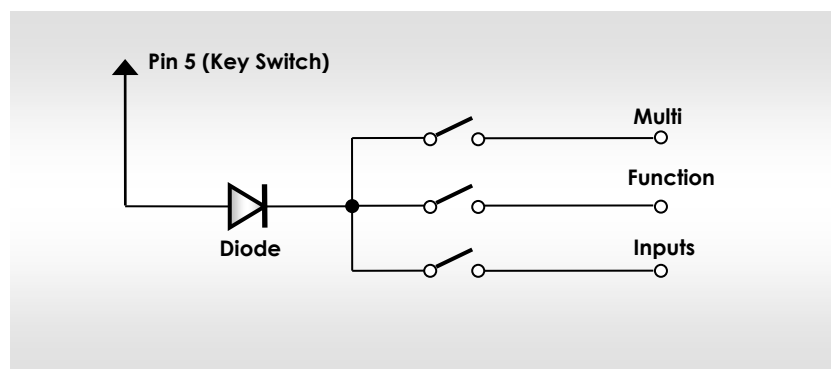 Pin 5 (Key Switch)
Multi
Function
Inputs
Diode